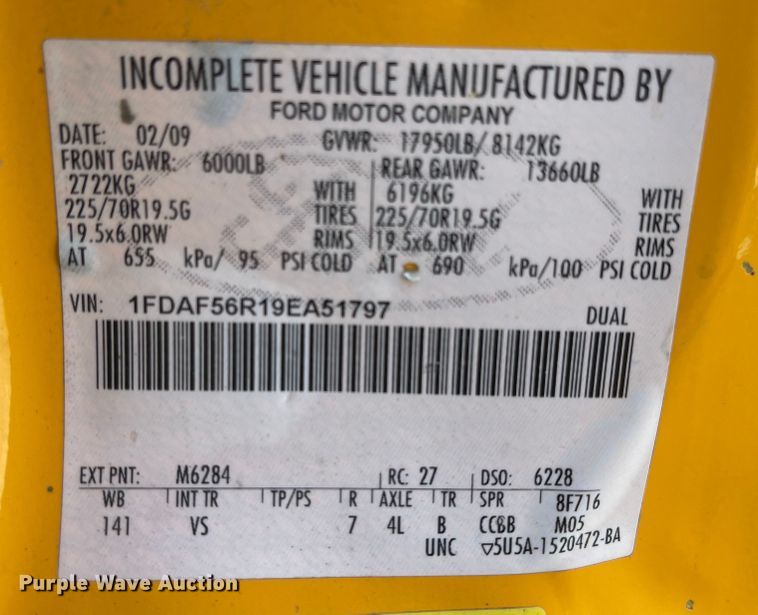 INCOMPLETE VEHICLE MANUFACTURED BY
FORD MOTOR COMPANY
DATE: 02/09 GVWR: 17950LB/ 8142KG
FRONT GAWR: 6000LB REAR GAWR: 13660LB
2722KG WITH 6196KG WITH
225/70R19.5G TIRES 225/70R19.5G TIRES
19.5x6.0RW RIMS 19.5x6.0RW RIMS
AT 655 kPa/ 95 PSI COLD AT 690 kPa/100 PSI COLD
VIN: 1FDAF56R19EA51797 DUAL
EXT PNT: M6284 RC: 27 DSO: 6228
WB INT TR TP/PS R AXLE TR SPR 8F716
141 VS 7 4L B CCBB M05
UNC ▽5U5A-1520472-BA
Purple Wave Auction